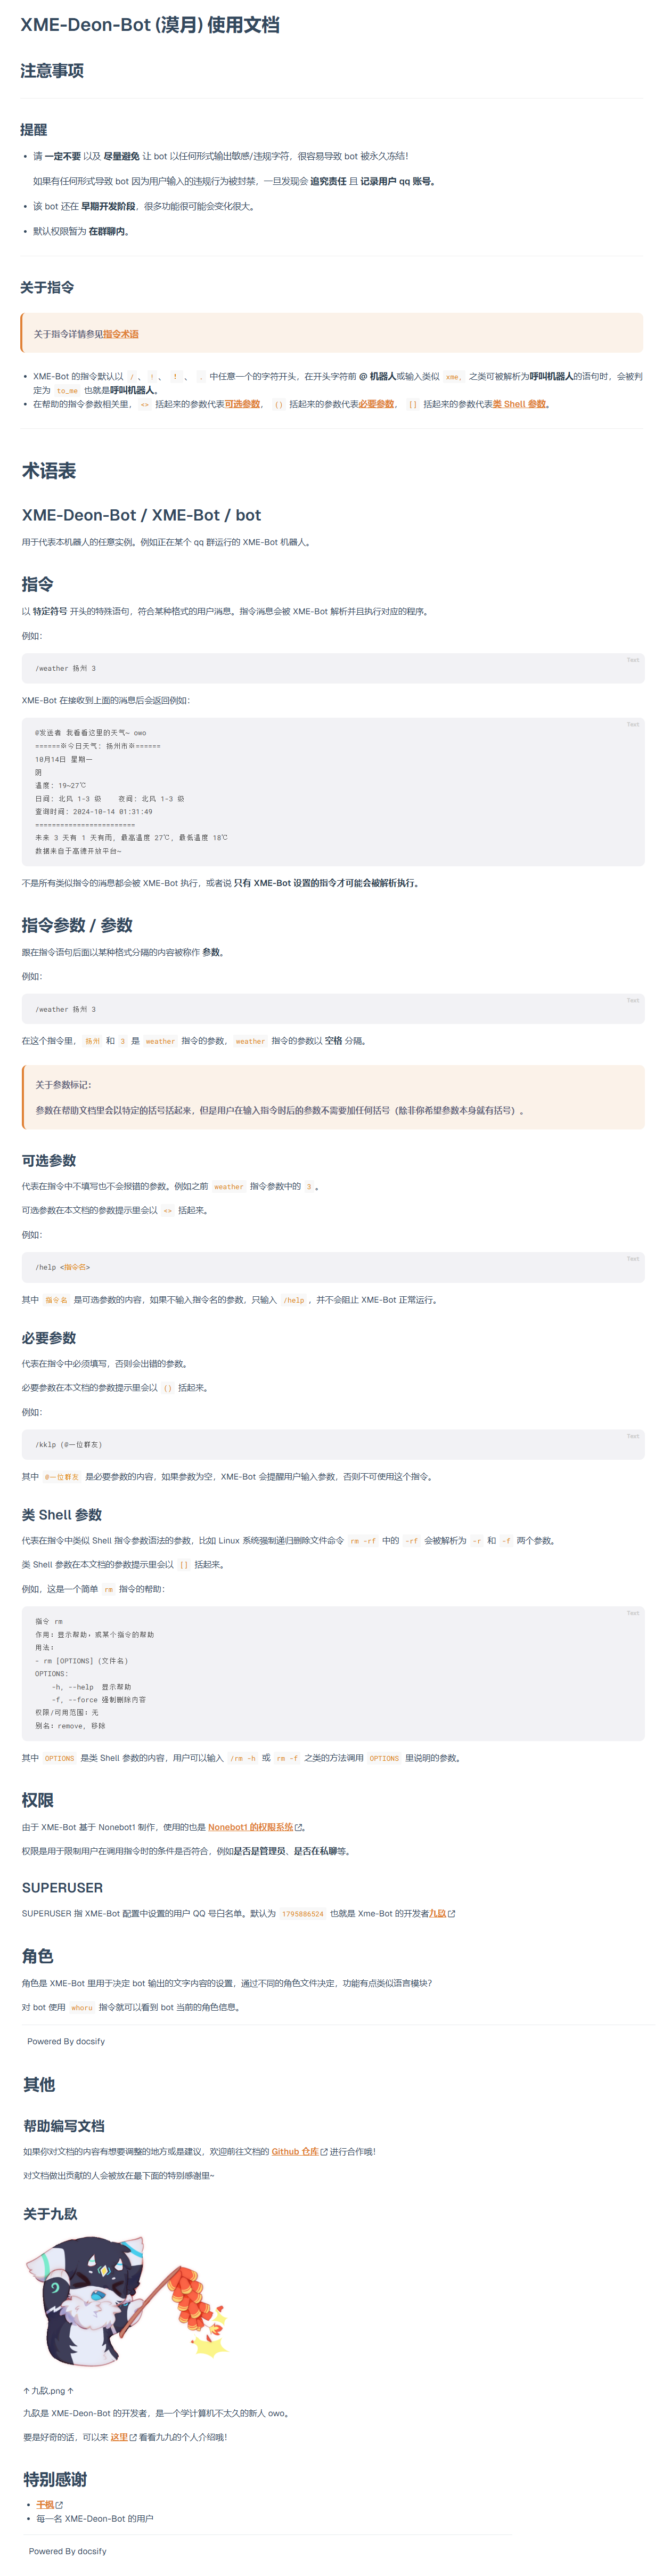 XME-Deon-Bot (漠月) 使用文档
注意事项
提醒
请 一定不要 以及 尽量避免 让 bot 以任何形式输出敏感/违规字符，很容易导致 bot 被永久冻结！
如果有任何形式导致 bot 因为用户输入的违规行为被封禁，一旦发现会 追究责任 且 记录用户 qq 账号。
该 bot 还在 早期开发阶段，很多功能很可能会变化很大。
默认权限暂为 在群聊内。
关于指令
关于指令详情参见指令术语
XME-Bot 的指令默认以 / 、 ! 、 ！ 、 . 中任意一个的字符开头，在开头字符前 @ 机器人或输入类似 xme, 之类可被解析为呼叫机器人的语句时，会被判
定为 to_me 也就是呼叫机器人。
在帮助的指令参数相关里， <> 括起来的参数代表可选参数， () 括起来的参数代表必要参数， [] 括起来的参数代表类 Shell 参数。
术语表
XME-Deon-Bot / XME-Bot / bot
用于代表本机器人的任意实例。例如正在某个 qq 群运行的 XME-Bot 机器人。
指令
以 特定符号 开头的特殊语句，符合某种格式的用户消息。指令消息会被 XME-Bot 解析并且执行对应的程序。
例如：
Text
/weather 扬州 3
XME-Bot 在接收到上面的消息后会返回例如：
Text
@发送者 我看看这里的天气~ owo
======※今日天气: 扬州市※======
10月14日 星期一
阴
温度: 19~27℃
日间: 北风 1-3 级 夜间: 北风 1-3 级
查询时间: 2024-10-14 01:31:49
========================
未来 3 天有 1 天有雨, 最高温度 27℃, 最低温度 18℃
数据来自于高德开放平台~
不是所有类似指令的消息都会被 XME-Bot 执行，或者说 只有 XME-Bot 设置的指令才可能会被解析执行。
指令参数 / 参数
跟在指令语句后面以某种格式分隔的内容被称作 参数。
例如：
Text
/weather 扬州 3
在这个指令里， 扬州 和 3 是 weather 指令的参数， weather 指令的参数以 空格 分隔。
关于参数标记：
参数在帮助文档里会以特定的括号括起来，但是用户在输入指令时后的参数不需要加任何括号（除非你希望参数本身就有括号）。
可选参数
代表在指令中不填写也不会报错的参数。例如之前 weather 指令参数中的 3 。
可选参数在本文档的参数提示里会以 <> 括起来。
例如：
Text
/help <指令名>
其中 指令名 是可选参数的内容，如果不输入指令名的参数，只输入 /help ，并不会阻止 XME-Bot 正常运行。
必要参数
代表在指令中必须填写，否则会出错的参数。
必要参数在本文档的参数提示里会以 () 括起来。
例如：
Text
/kklp (@一位群友)
其中 @一位群友 是必要参数的内容，如果参数为空，XME-Bot 会提醒用户输入参数，否则不可使用这个指令。
类 Shell 参数
代表在指令中类似 Shell 指令参数语法的参数，比如 Linux 系统强制递归删除文件命令 rm -rf 中的 -rf 会被解析为 -r 和 -f 两个参数。
类 Shell 参数在本文档的参数提示里会以 [] 括起来。
例如，这是一个简单 rm 指令的帮助：
Text
指令 rm
作用：显示帮助，或某个指令的帮助
用法：
- rm [OPTIONS] (文件名)
OPTIONS:
-h, --help 显示帮助
-f, --force 强制删除内容
权限/可用范围：无
别名：remove, 移除
其中 OPTIONS 是类 Shell 参数的内容，用户可以输入 /rm -h 或 rm -f 之类的方法调用 OPTIONS 里说明的参数。
权限
由于 XME-Bot 基于 Nonebot1 制作，使用的也是 Nonebot1 的权限系统。
权限是用于限制用户在调用指令时的条件是否符合，例如是否是管理员、是否在私聊等。
SUPERUSER
SUPERUSER 指 XME-Bot 配置中设置的用户 QQ 号白名单。默认为 1795886524 也就是 Xme-Bot 的开发者九镹
角色
角色是 XME-Bot 里用于决定 bot 输出的文字内容的设置，通过不同的角色文件决定，功能有点类似语言模块？
对 bot 使用 whoru 指令就可以看到 bot 当前的角色信息。
Powered By docsify
其他
帮助编写文档
如果你对文档的内容有想要调整的地方或是建议，欢迎前往文档的 Github 仓库 进行合作哦！
对文档做出贡献的人会被放在最下面的特别感谢里~
关于九镹
↑ 九镹.png ↑
九镹是 XME-Deon-Bot 的开发者，是一个学计算机不太久的新人 owo。
要是好奇的话，可以来 这里 看看九九的个人介绍哦！
特别感谢
千枫
每一名 XME-Deon-Bot 的用户
Powered By docsify